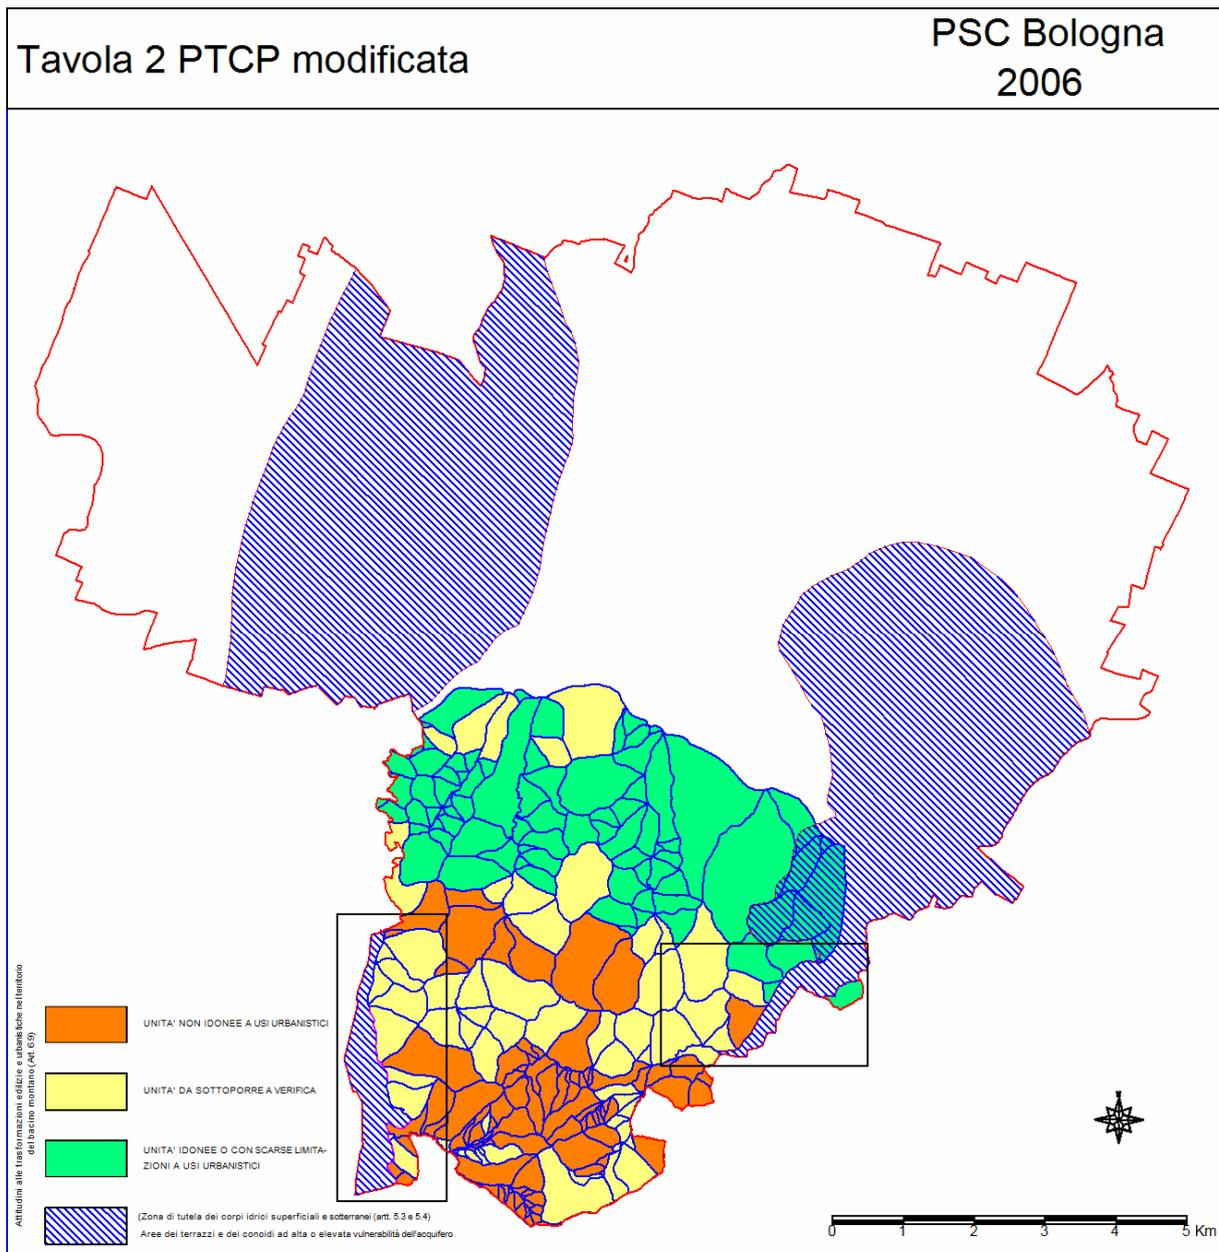 Tavola 2 PTCP modificata
PSC Bologna
2006
Attitudini alle trasformazioni edilizie e urbanistiche nel territorio
del bacino montano (Art. 6.9)
UNITA' NON IDONEE A USI URBANISTICI
UNITA' DA SOTTOPORRE A VERIFICA
UNITA' IDONEE O CON SCARSE LIMITA-
ZIONI A USI URBANISTICI
(Zona di tutela dei corpi idrici superficiali e sotterranei (artt. 5.3 e 5.4)
Aree dei terrazzi e dei conoidi ad alta o elevata vulnerabilità dell'acquifero
0 1 2 3 4 5 Km